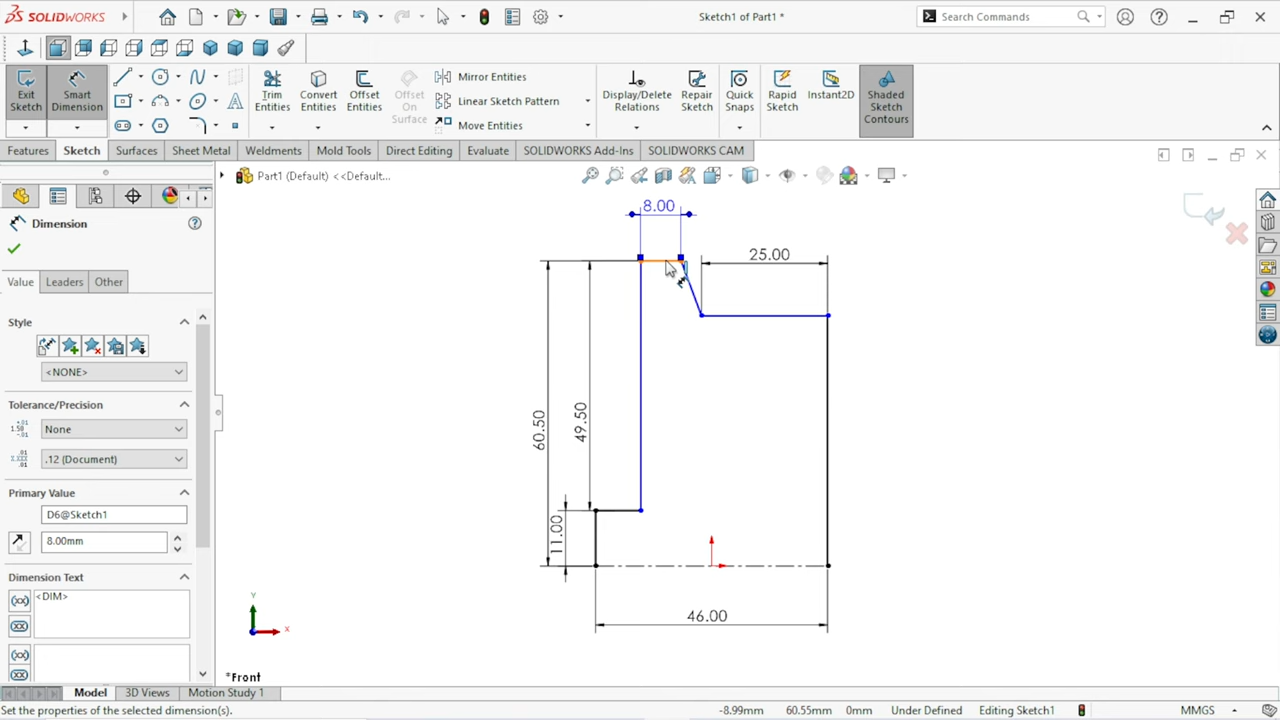 SOLIDWORKS
Sketch1 of Part1 *
Search Commands
Exit Sketch
Smart Dimension
Trim Entities
Convert Entities
Offset Entities
Offset On Surface
Mirror Entities
Linear Sketch Pattern
Move Entities
Display/Delete Relations
Repair Sketch
Quick Snaps
Rapid Sketch
Instant2D
Shaded Sketch Contours
Features
Sketch
Surfaces
Sheet Metal
Weldments
Mold Tools
Direct Editing
Evaluate
SOLIDWORKS Add-Ins
SOLIDWORKS CAM
Part1 (Default) <<Default...
Dimension
Value
Leaders
Other
Style
<NONE>
Tolerance/Precision
None
.12 (Document)
Primary Value
D6@Sketch1
8.00mm
Dimension Text
<DIM>
8.00
25.00
60.50
49.50
11.00
46.00
Y
X
*Front
Model
3D Views
Motion Study 1
Set the properties of the selected dimension(s).
-8.99mm
60.55mm
0mm
Under Defined
Editing Sketch1
MMGS